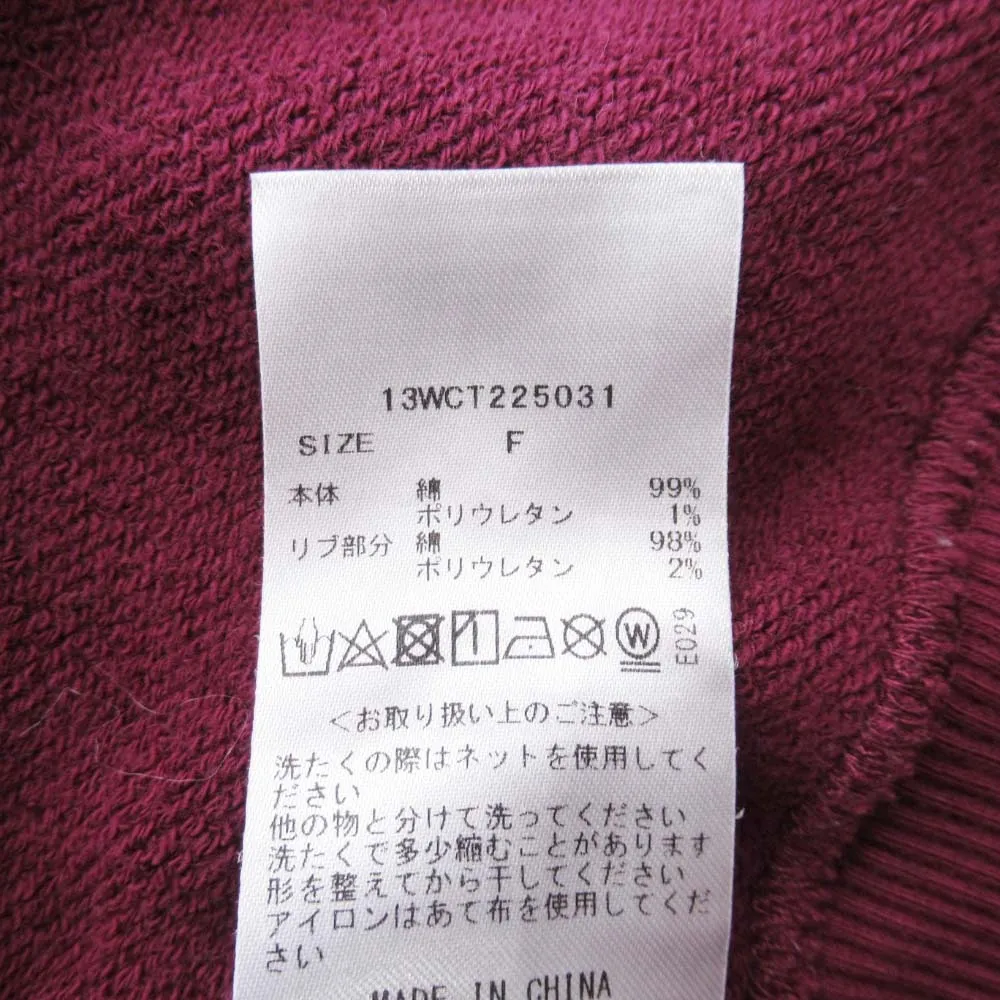 13WCT225031
SIZE F
本体 綿 99%
ポリウレタン 1%
リブ部分 綿 98%
ポリウレタン 2%
W
E029
<お取り扱い上のご注意>
洗たくの際はネットを使用してく
ださい
他の物と分けて洗ってください
洗たくで多少縮むことがあります
形を整えてから干してください
アイロンはあて布を使用してくだ
さい
MADE IN CHINA